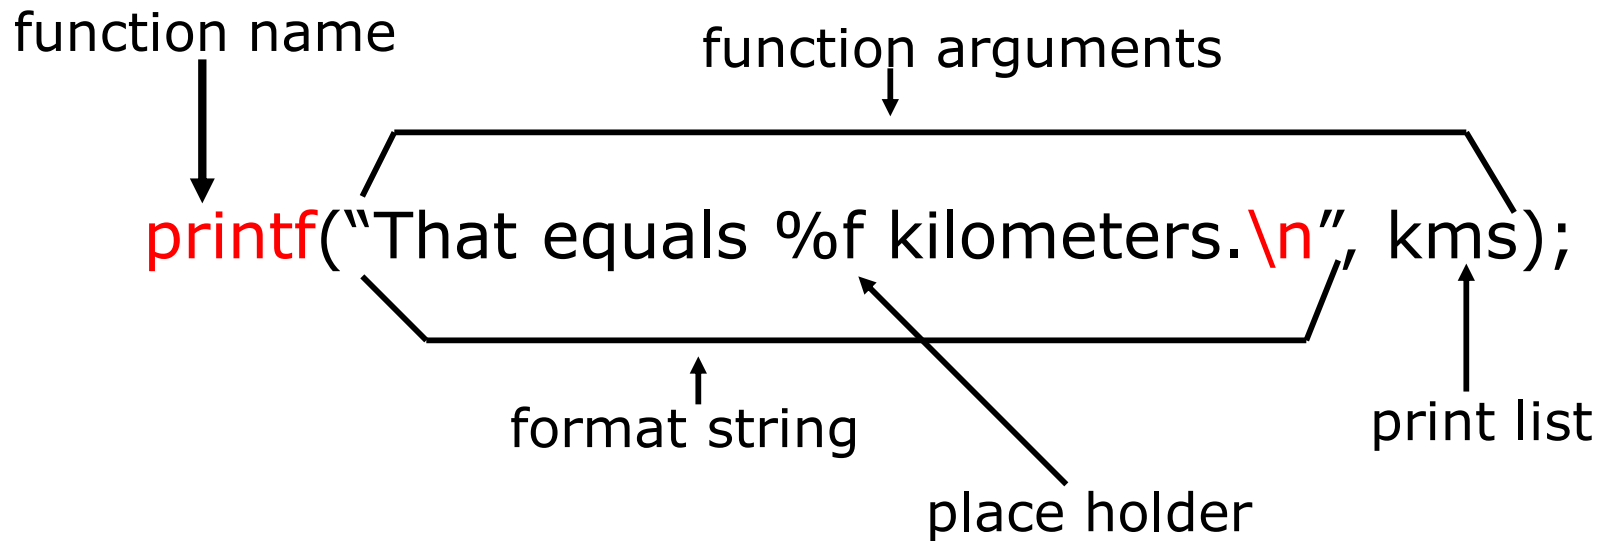 function name
function arguments
printf(“That equals %f kilometers.\n”, kms);
format string
print list
place holder